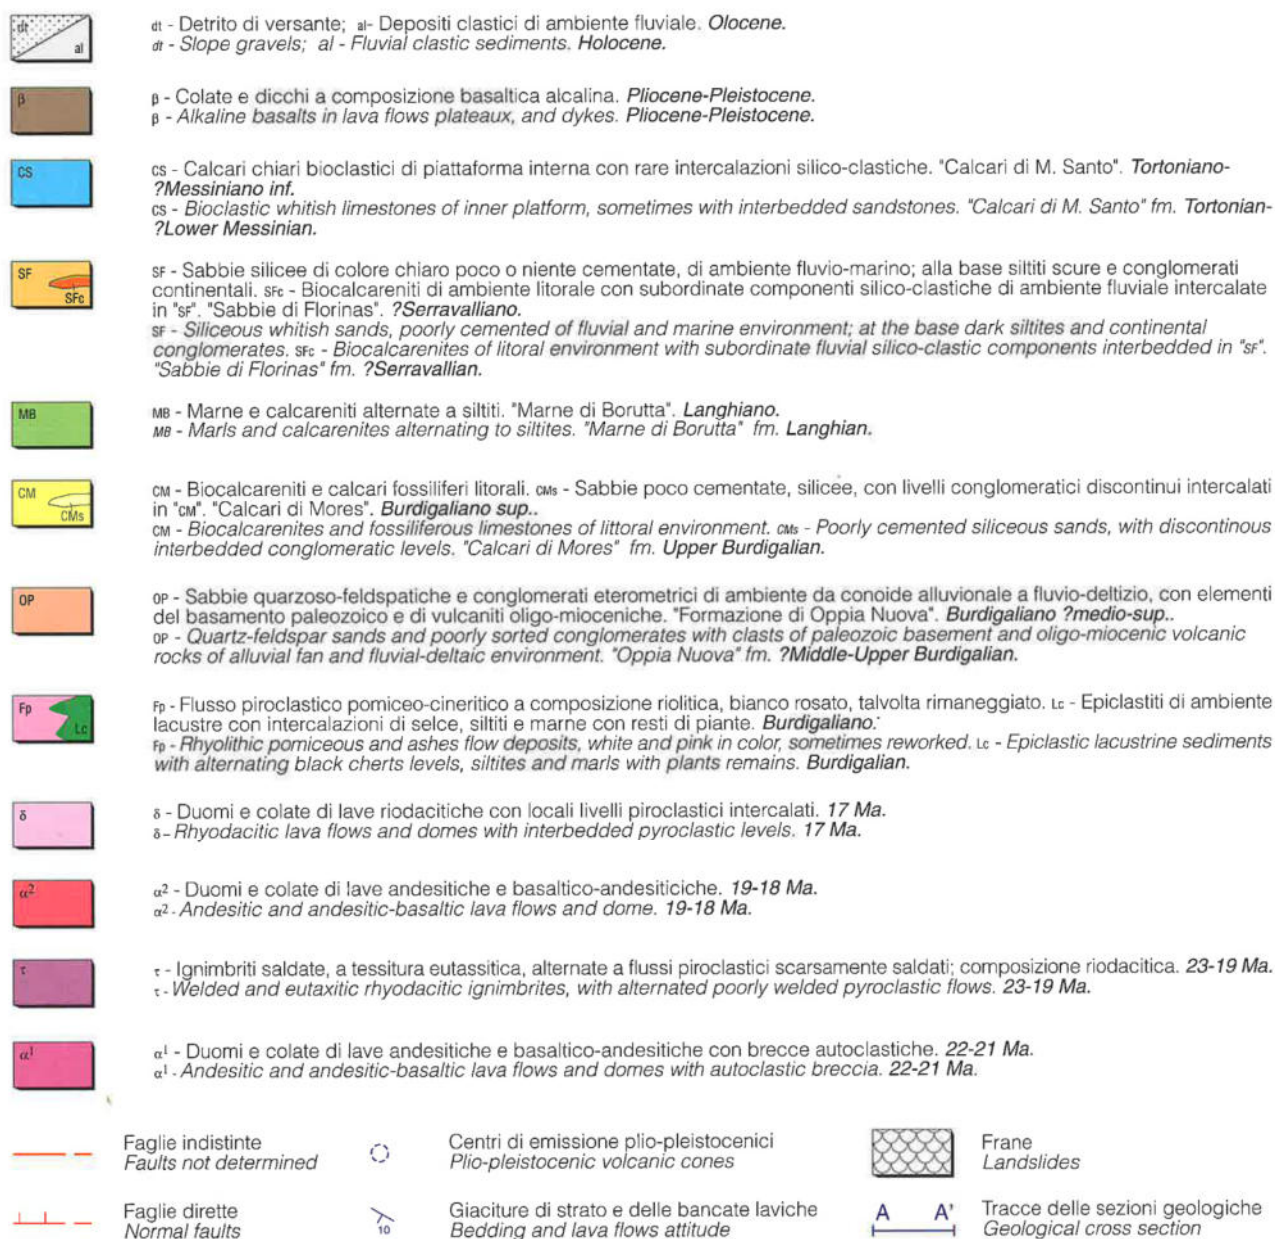 dt
al
dt - Detrito di versante; al- Depositi clastici di ambiente fluviale. Olocene.
dt - Slope gravels; al - Fluvial clastic sediments. Holocene.
β
β - Colate e dicchi a composizione basaltica alcalina. Pliocene-Pleistocene.
β - Alkaline basalts in lava flows plateaux, and dykes. Pliocene-Pleistocene.
CS
CS - Calcari chiari bioclastici di piattaforma interna con rare intercalazioni silico-clastiche. "Calcari di M. Santo". Tortoniano-
?Messiniano inf.
CS - Bioclastic whitish limestones of inner platform, sometimes with interbedded sandstones. "Calcari di M. Santo" fm. Tortonian-
?Lower Messinian.
SF
SFc
SF - Sabbie silicee di colore chiaro poco o niente cementate, di ambiente fluvio-marino; alla base siltiti scure e conglomerati
continentali. SFc - Biocalcareniti di ambiente litorale con subordinate componenti silico-clastiche di ambiente fluviale intercalate
in "SF". "Sabbie di Florinas". ?Serravalliano.
SF - Siliceous whitish sands, poorly cemented of fluvial and marine environment; at the base dark siltites and continental
conglomerates. SFc - Biocalcarenites of litoral environment with subordinate fluvial silico-clastic components interbedded in "SF".
"Sabbie di Florinas" fm. ?Serravallian.
MB
MB - Marne e calcareniti alternate a siltiti. "Marne di Borutta". Langhiano.
MB - Marls and calcarenites alternating to siltites. "Marne di Borutta" fm. Langhian.
CM
CMs
CM - Biocalcareniti e calcari fossiliferi litorali. CMs - Sabbie poco cementate, silicee, con livelli conglomeratici discontinui intercalati
in "CM". "Calcari di Mores". Burdigaliano sup..
CM - Biocalcarenites and fossiliferous limestones of littoral environment. CMs - Poorly cemented siliceous sands, with discontinous
interbedded conglomeratic levels. "Calcari di Mores" fm. Upper Burdigalian.
OP
OP - Sabbie quarzoso-feldspatiche e conglomerati eterometrici di ambiente da conoide alluvionale a fluvio-deltizio, con elementi
del basamento paleozoico e di vulcaniti oligo-mioceniche. "Formazione di Oppia Nuova". Burdigaliano ?medio-sup..
OP - Quartz-feldspar sands and poorly sorted conglomerates with clasts of paleozoic basement and oligo-miocenic volcanic
rocks of alluvial fan and fluvial-deltaic environment. "Oppia Nuova" fm. ?Middle-Upper Burdigalian.
Fp
Lc
Fp - Flusso piroclastico pomiceo-cineritico a composizione riolitica, bianco rosato, talvolta rimaneggiato. Lc - Epiclastiti di ambiente
lacustre con intercalazioni di selce, siltiti e marne con resti di piante. Burdigaliano.
Fp - Rhyolithic pomiceous and ashes flow deposits, white and pink in color, sometimes reworked. Lc - Epiclastic lacustrine sediments
with alternating black cherts levels, siltites and marls with plants remains. Burdigalian.
δ
δ - Duomi e colate di lave riodacitiche con locali livelli piroclastici intercalati. 17 Ma.
δ - Rhyodacitic lava flows and domes with interbedded pyroclastic levels. 17 Ma.
α²
α² - Duomi e colate di lave andesitiche e basaltico-andesiticiche. 19-18 Ma.
α² - Andesitic and andesitic-basaltic lava flows and dome. 19-18 Ma.
τ
τ - Ignimbriti saldate, a tessitura eutassitica, alternate a flussi piroclastici scarsamente saldati; composizione riodacitica. 23-19 Ma.
τ - Welded and eutaxitic rhyodacitic ignimbrites, with alternated poorly welded pyroclastic flows. 23-19 Ma.
α¹
α¹ - Duomi e colate di lave andesitiche e basaltico-andesitiche con brecce autoclastiche. 22-21 Ma.
α¹ - Andesitic and andesitic-basaltic lava flows and domes with autoclastic breccia. 22-21 Ma.
Faglie indistinte
Faults not determined
Centri di emissione plio-pleistocenici
Plio-pleistocenic volcanic cones
Frane
Landslides
Faglie dirette
Normal faults
10
Giaciture di strato e delle bancate laviche
Bedding and lava flows attitude
A A'
Tracce delle sezioni geologiche
Geological cross section